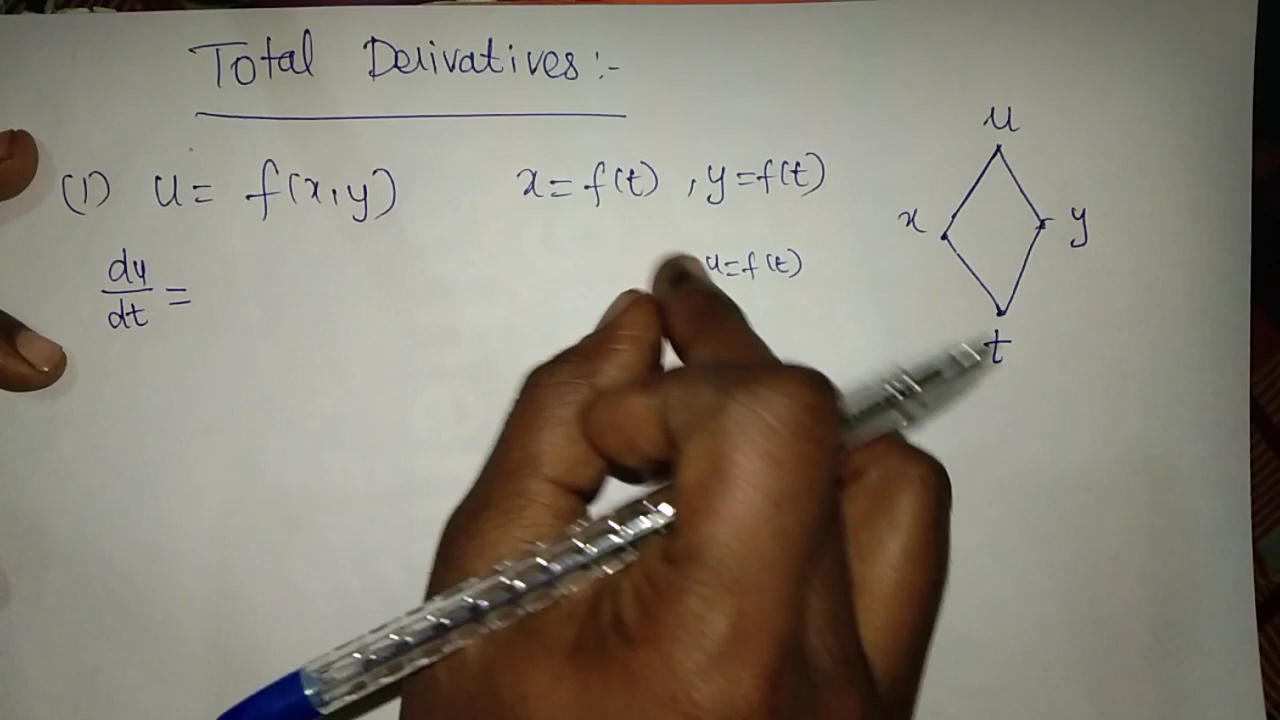 Total Derivatives :-
(1) u = f(x,y) x = f(t) , y = f(t)
u = f(t)
du/dt =
u
x y
t